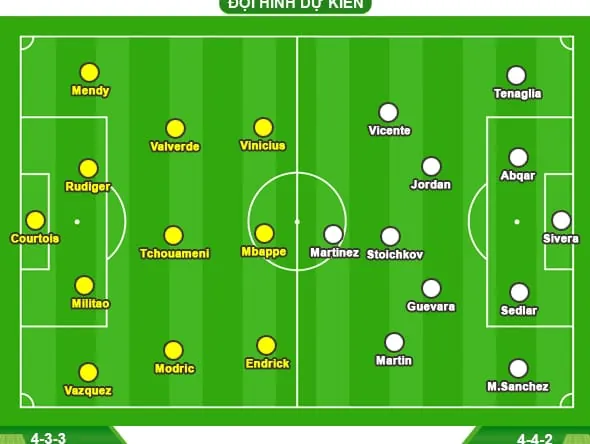 ĐỘI HÌNH DỰ KIẾN
Mendy
Tenaglia
Vicente
Valverde
Vinicius
Abqar
Rudiger
Jordan
Courtois
Tchouameni
Mbappe
Martinez
Stoichkov
Sivera
Militao
Guevara
Sedlar
Modric
Endrick
Martin
Vazquez
M.Sanchez
4-3-3
4-4-2